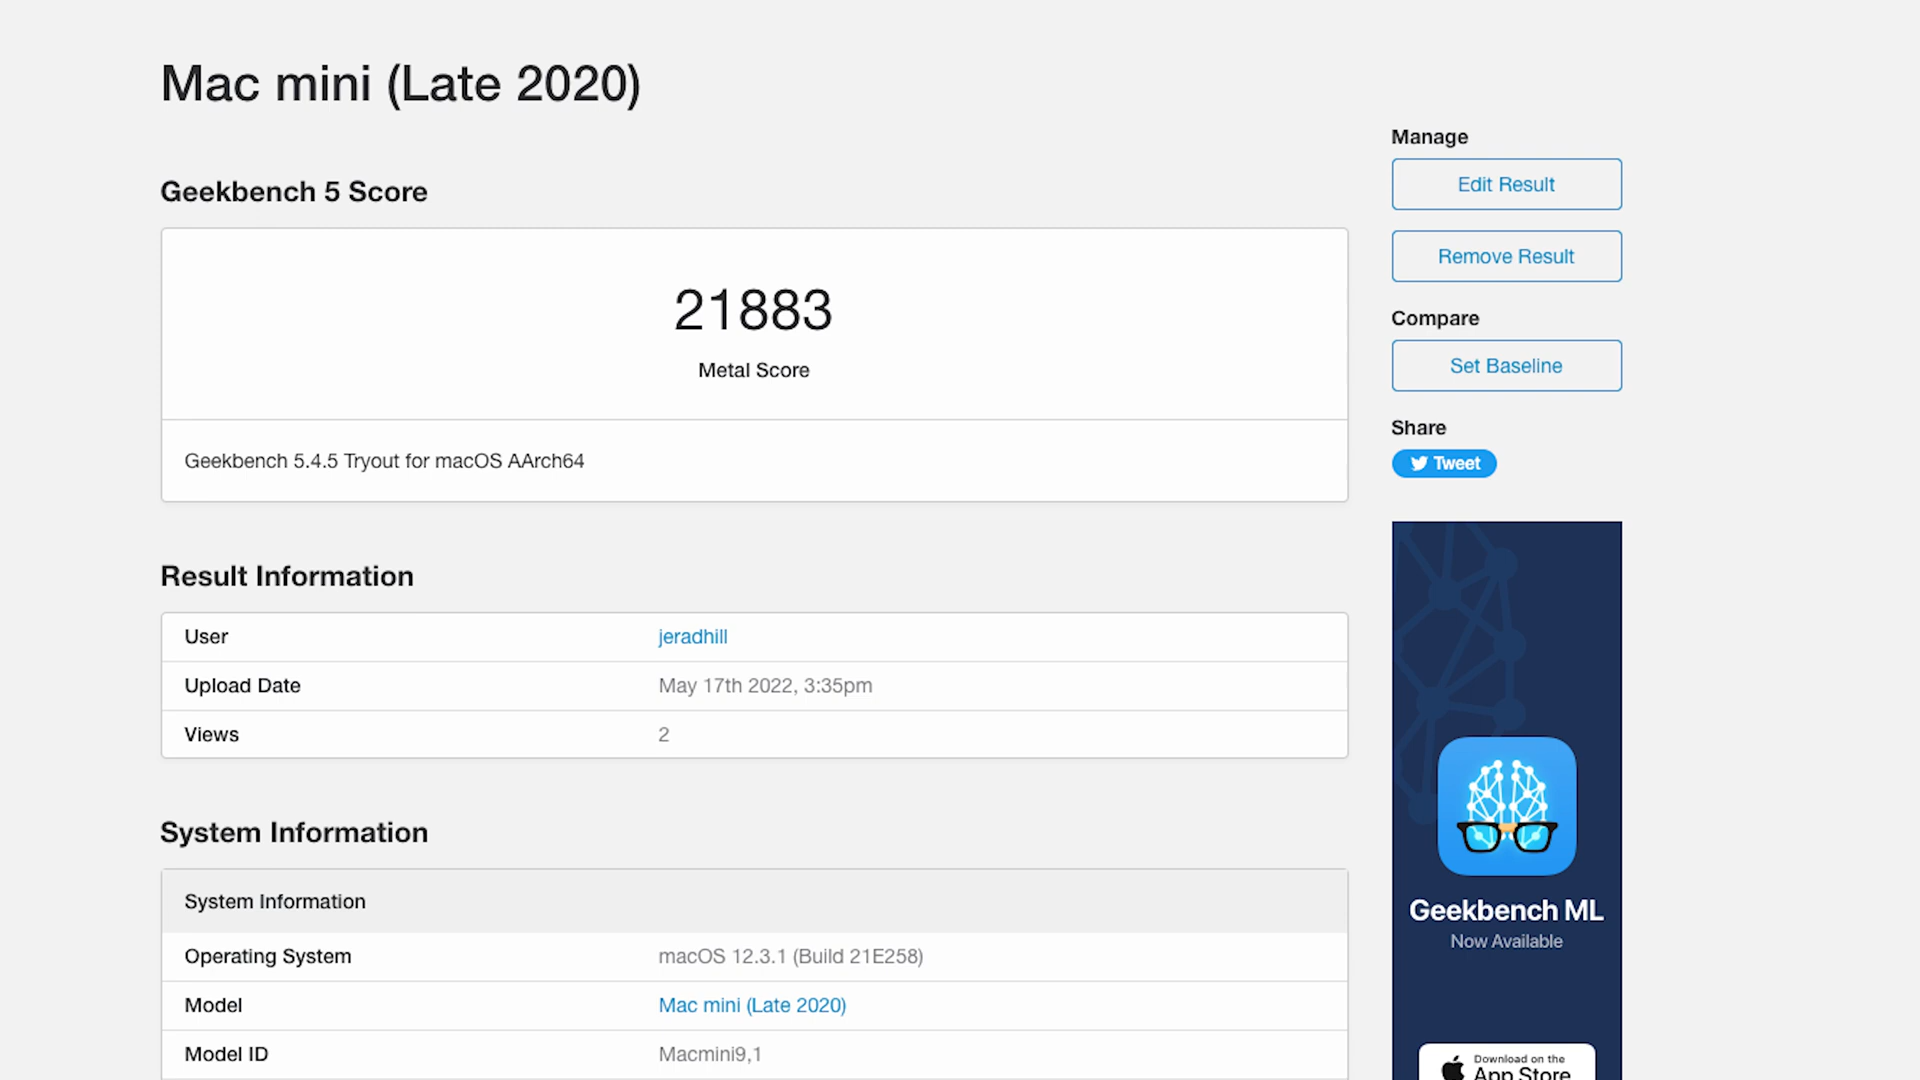 Mac mini (Late 2020)
Geekbench 5 Score
21883
Metal Score
Geekbench 5.4.5 Tryout for macOS AArch64
Result Information
User jeradhill
Upload Date May 17th 2022, 3:35pm
Views 2
System Information
System Information
Operating System macOS 12.3.1 (Build 21E258)
Model Mac mini (Late 2020)
Model ID Macmini9,1
Manage
Edit Result
Remove Result
Compare
Set Baseline
Share
Tweet
Geekbench ML
Now Available
Download on the
App Store